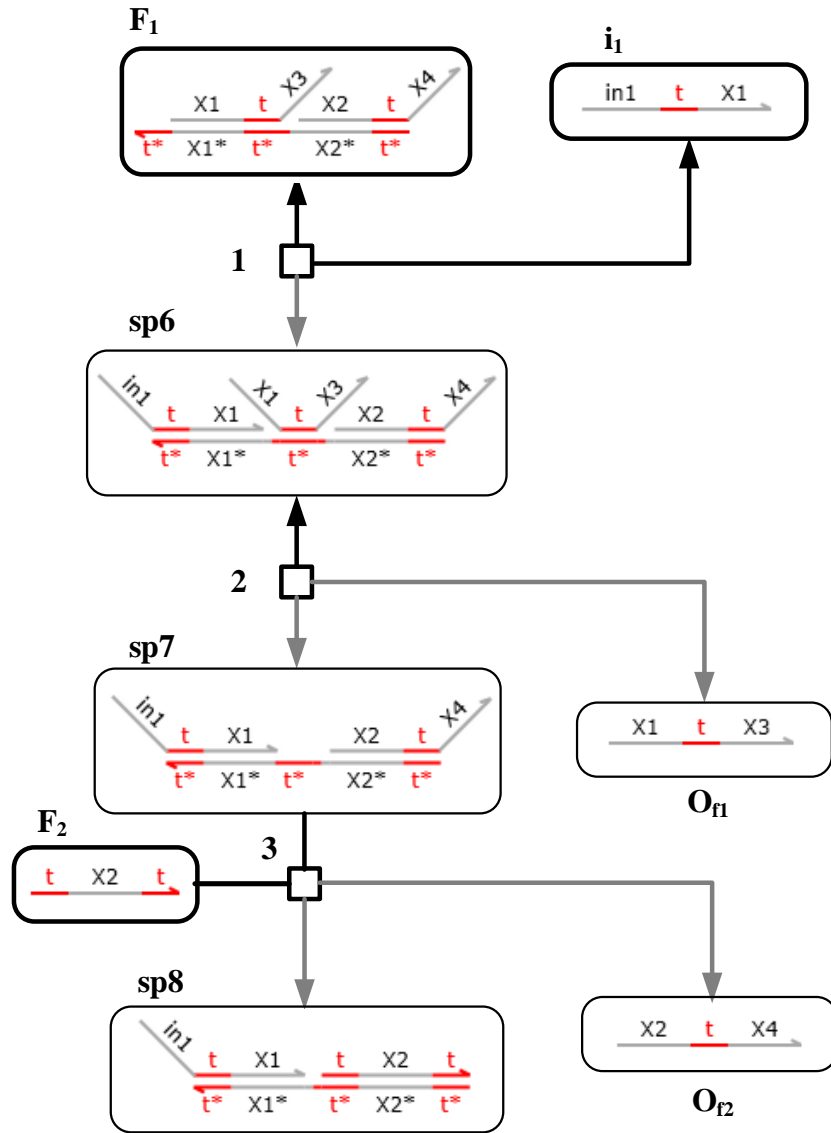 F1
i1
X1 t X3 X2 t X4
t* X1* t* X2* t*
in1 t X1
1
sp6
in1 t X1 X1 t X3 X2 t X4
t* X1* t* X2* t*
2
sp7
in1 t X1 X2 t X4
t* X1* t* X2* t*
X1 t X3
Of1
F2
3
t X2 t
sp8
in1 t X1 t X2 t
t* X1* t* X2* t*
X2 t X4
Of2